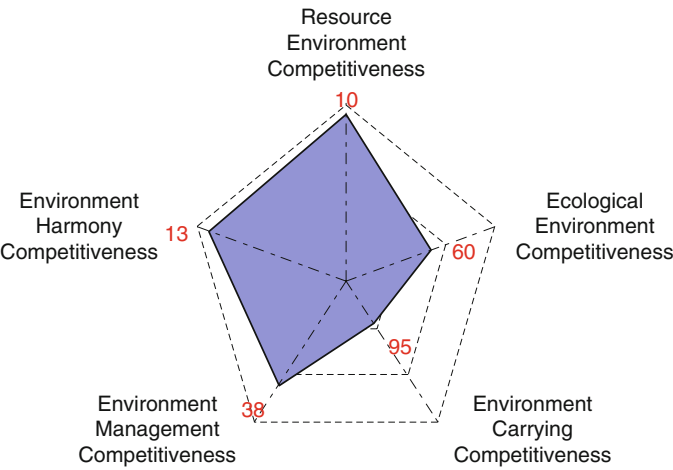 Resource
Environment
Competitiveness
10
Environment
Harmony
Competitiveness
13
Ecological
Environment
Competitiveness
60
95
38
Environment
Management
Competitiveness
Environment
Carrying
Competitiveness